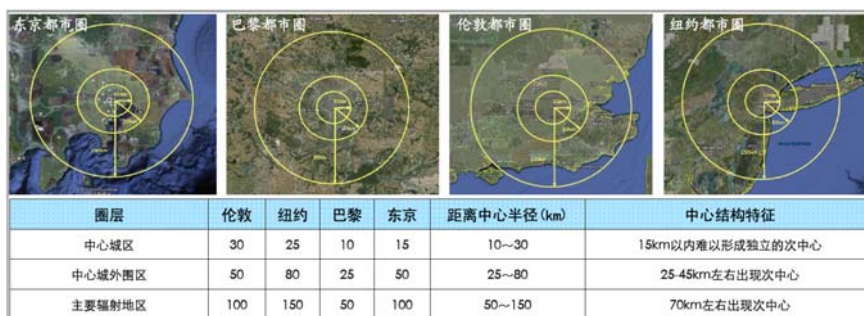 东京都市圈 巴黎都市圈 伦敦都市圈 纽约都市圈
圈层 伦敦 纽约 巴黎 东京 距离中心半径(km) 中心结构特征
中心城区 30 25 10 15 10～30 15km以内难以形成独立的次中心
中心城外围区 50 80 25 50 25～80 25-45km左右出现次中心
主要辐射地区 100 150 50 100 50～150 70km左右出现次中心